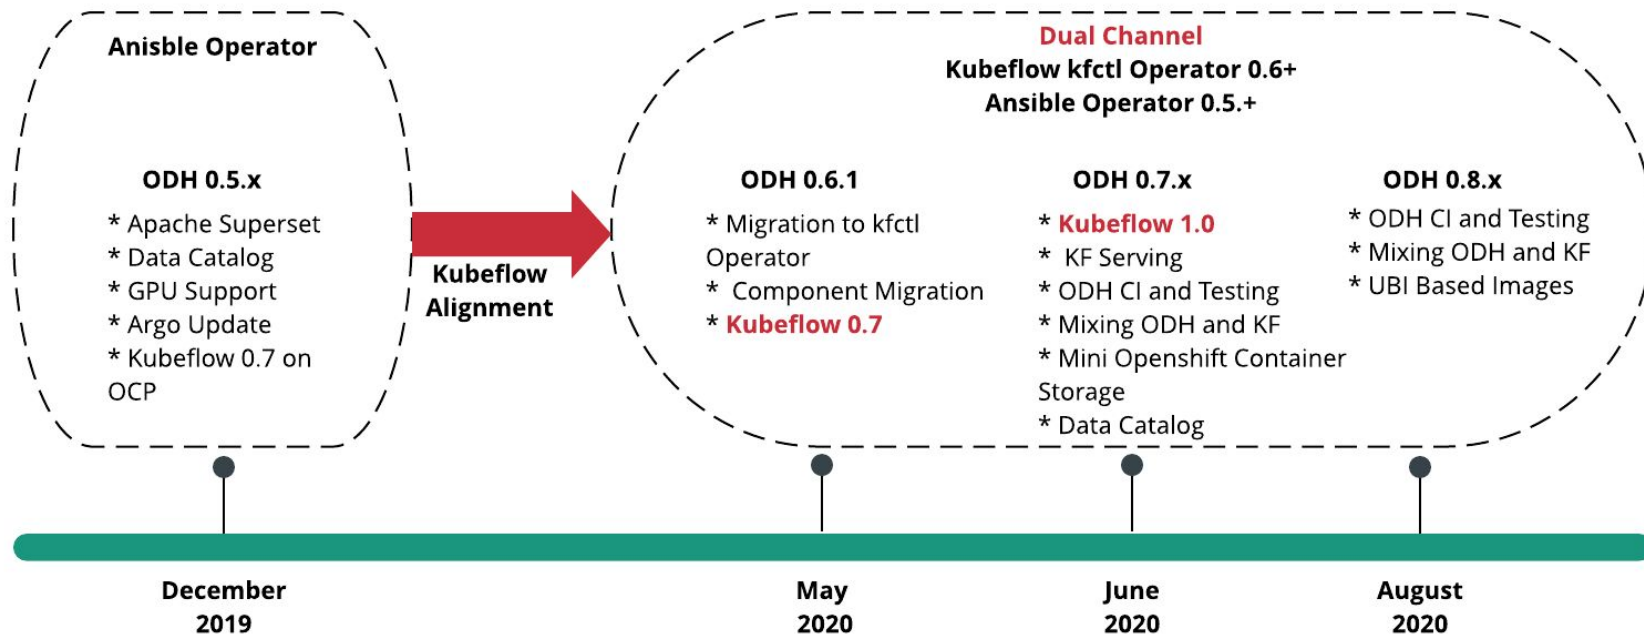 Anisble Operator
ODH 0.5.x
* Apache Superset
* Data Catalog
* GPU Support
* Argo Update
* Kubeflow 0.7 on
OCP
Kubeflow
Alignment
Dual Channel
Kubeflow kfctl Operator 0.6+
Ansible Operator 0.5.+
ODH 0.6.1
* Migration to kfctl
Operator
* Component Migration
* Kubeflow 0.7
ODH 0.7.x
* Kubeflow 1.0
* KF Serving
* ODH CI and Testing
* Mixing ODH and KF
* Mini Openshift Container
Storage
* Data Catalog
ODH 0.8.x
* ODH CI and Testing
* Mixing ODH and KF
* UBI Based Images
December
2019
May
2020
June
2020
August
2020